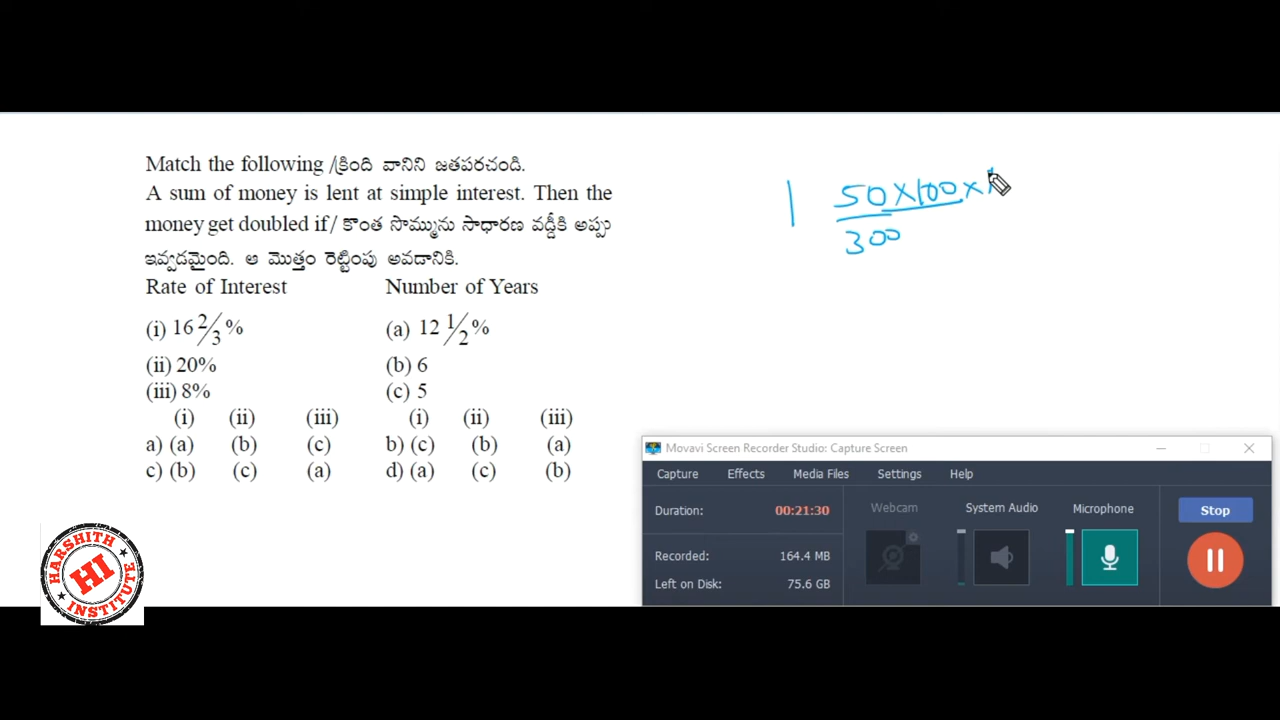 Match the following /క్రింది వానిని జతపరచండి.
A sum of money is lent at simple interest. Then the
money get doubled if/ కొంత సొమ్మును సాధారణ వడ్డీకి అప్పు
ఇవ్వడమైంది. ఆ మొత్తం రెట్టింపు అవడానికి.
Rate of Interest Number of Years
(i) 16 2/3 % (a) 12 1/2 %
(ii) 20% (b) 6
(iii) 8% (c) 5
(i) (ii) (iii) (i) (ii) (iii)
a) (a) (b) (c) b) (c) (b) (a)
c) (b) (c) (a) d) (a) (c) (b)
1 50×100×
300
Movavi Screen Recorder Studio: Capture Screen
Capture Effects Media Files Settings Help
Duration: 00:21:30
Recorded: 164.4 MB
Left on Disk: 75.6 GB
Webcam System Audio Microphone
Stop
HARSHITH
HI
INSTITUTE